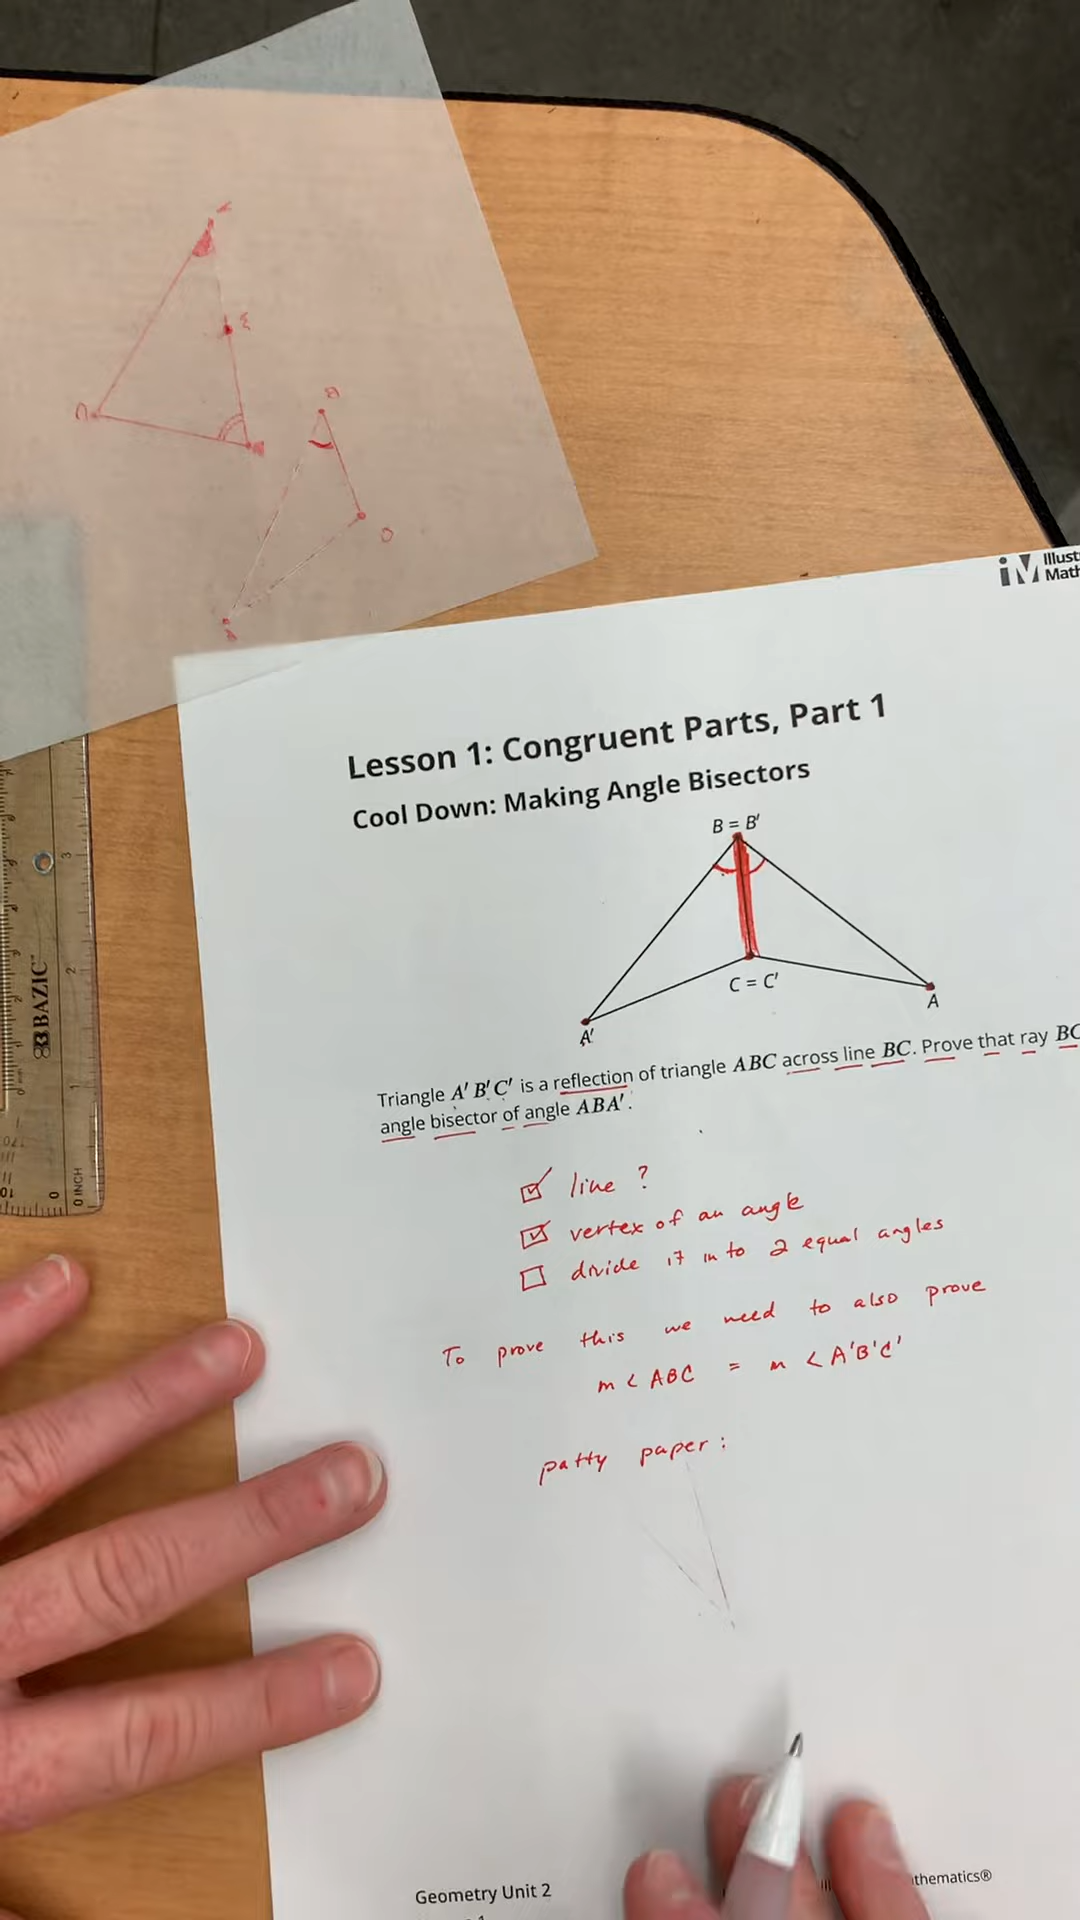 Illust
Math
Lesson 1: Congruent Parts, Part 1
Cool Down: Making Angle Bisectors
B = B′
C = C′
A
A′
Triangle A′ B′C′ is a reflection of triangle ABC across line BC. Prove that ray BC
angle bisector of angle ABA′.
line ?
vertex of an angle
divide it in to 2 equal angles
To prove this we need to also prove
m < ABC = m < A'B'C'
patty paper:
Geometry Unit 2
thematics®
BAZIC
3
2
1
0 INCH